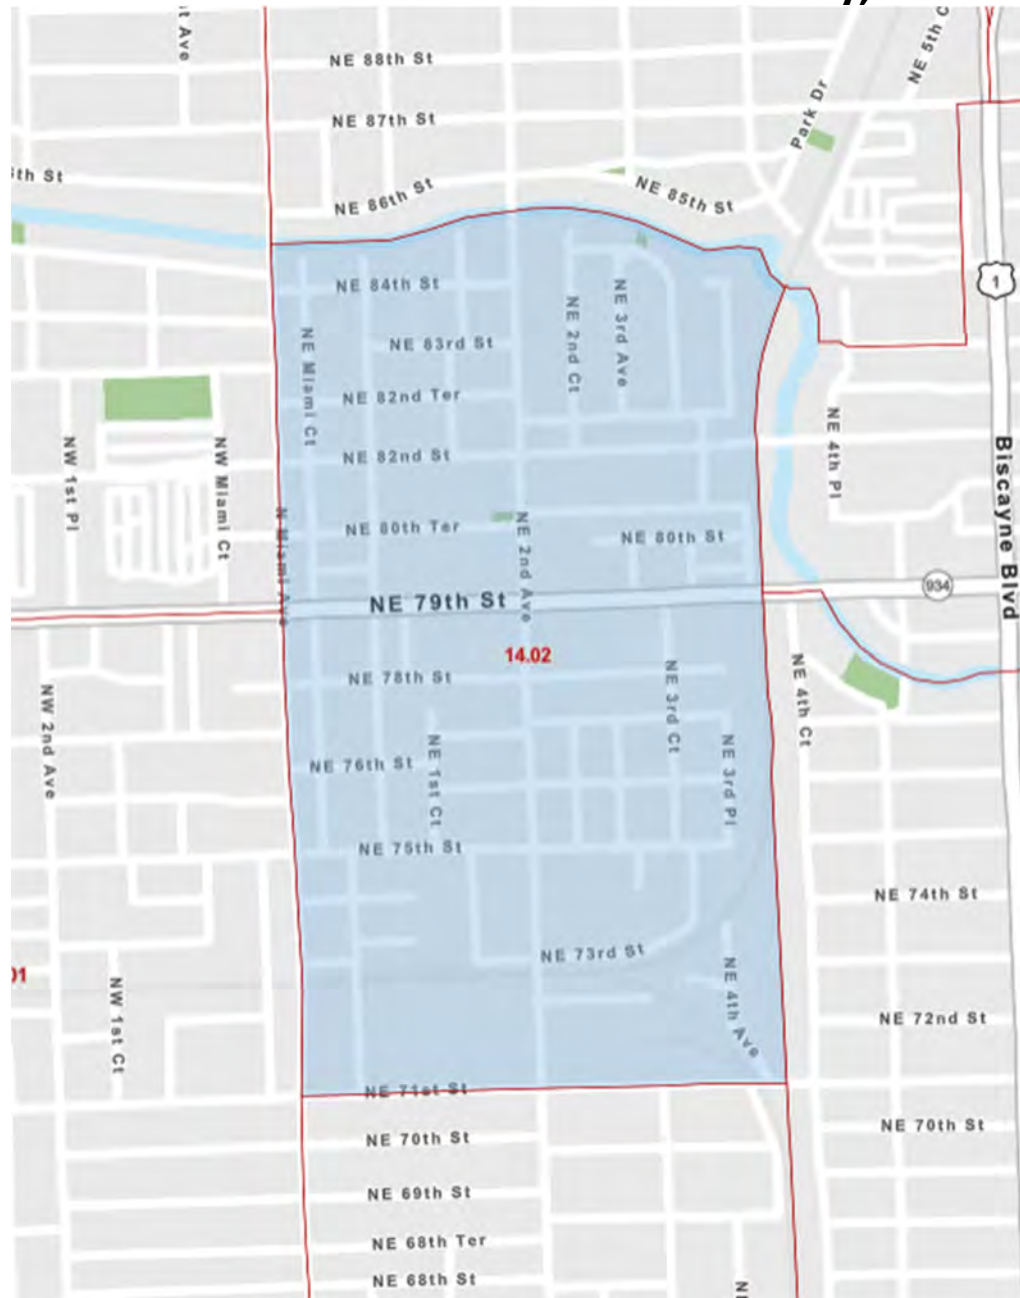 t Ave
NE 88th St
NE 5th C
Park Dr
NE 87th St
th St
NE 86th St
NE 85th St
1
NE 84th St
NE 3rd Ave
NE 2nd Ct
NE Miami Ct
NE 83rd St
NE 82nd Ter
NE 4th Pl
NW 1st Pl
NW Miami Ct
NE 82nd St
Biscayne Blvd
N Miami Ave
NE 80th Ter
NE 2nd Ave
NE 80th St
934
NE 79th St
14.02
NE 78th St
NE 3rd Ct
NE 4th Ct
NW 2nd Ave
NE 76th St
NE 1st Ct
NE 3rd Pl
NE 75th St
NE 74th St
NE 73rd St
01
NW 1st Ct
NE 4th Ave
NE 72nd St
NE 71st St
NE 70th St
NE 70th St
NE 69th St
NE 68th Ter
NE 68th St